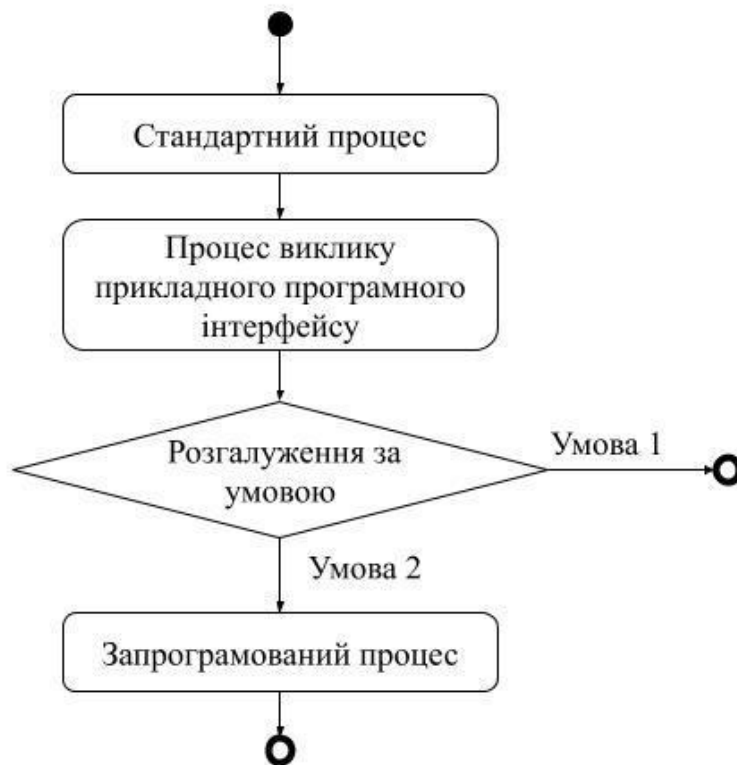 Стандартний процес
Процес виклику
прикладного програмного
інтерфейсу
Розгалуження за
умовою
Умова 1
Умова 2
Запрограмований процес